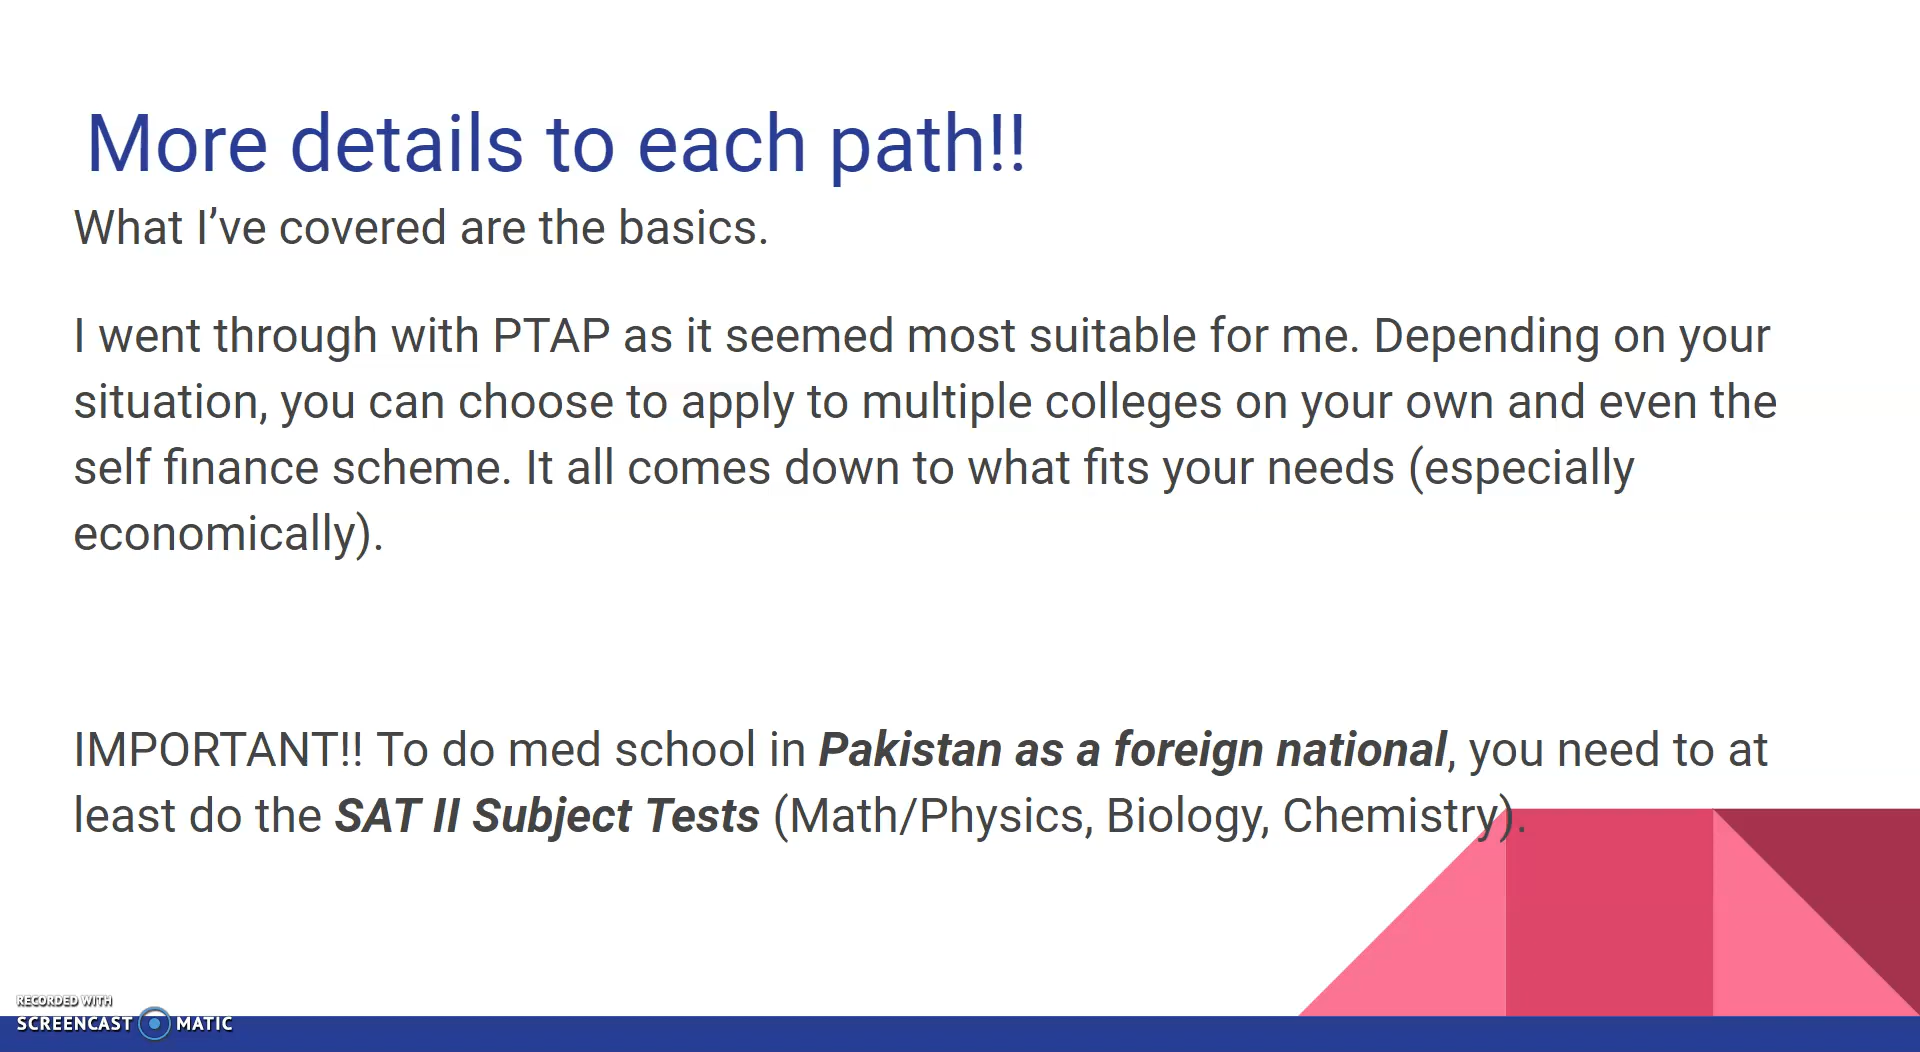 More details to each path!!
What I’ve covered are the basics.
I went through with PTAP as it seemed most suitable for me. Depending on your
situation, you can choose to apply to multiple colleges on your own and even the
self finance scheme. It all comes down to what fits your needs (especially
economically).
IMPORTANT!! To do med school in Pakistan as a foreign national, you need to at
least do the SAT II Subject Tests (Math/Physics, Biology, Chemistry).
RECORDED WITH
SCREENCAST MATIC